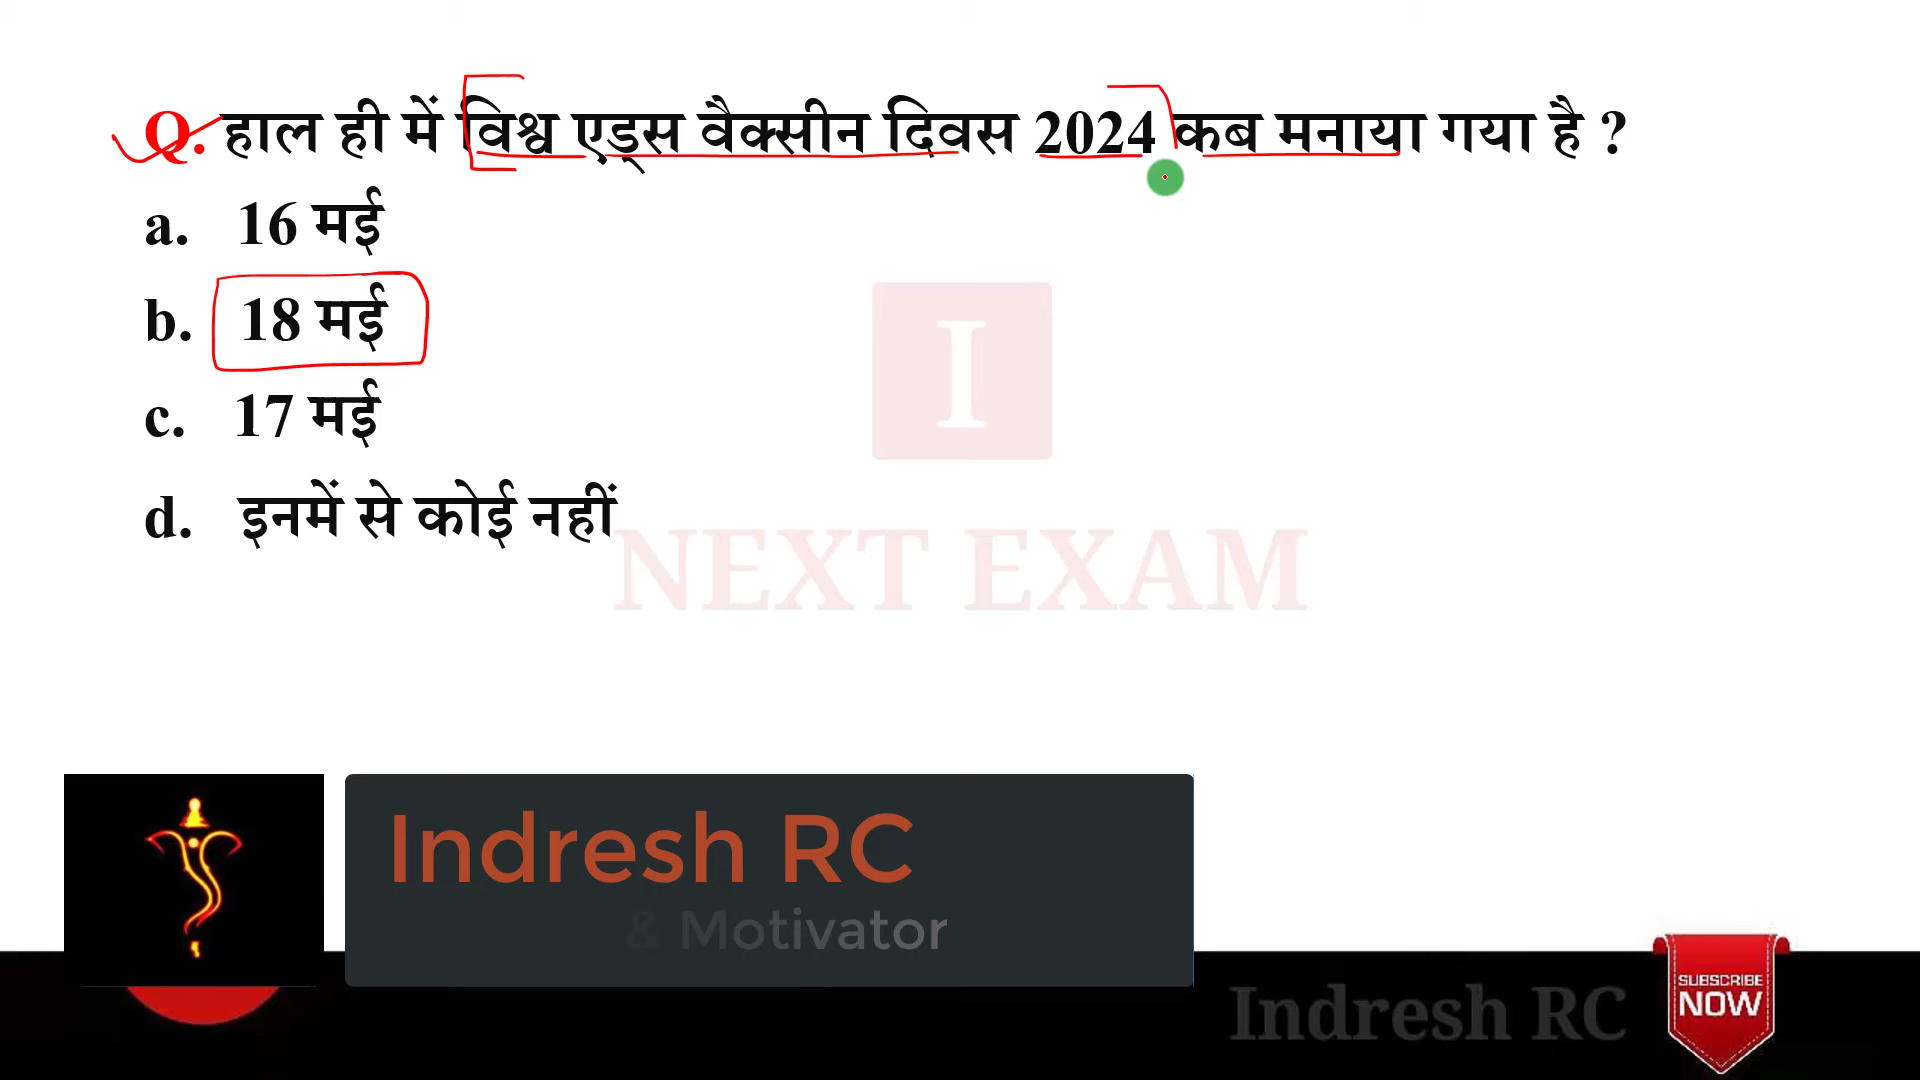 Q. हाल ही में विश्व एड्स वैक्सीन दिवस 2024 कब मनाया गया है ?
a. 16 मई
b. 18 मई
c. 17 मई
d. इनमें से कोई नहीं
I
NEXT EXAM
Indresh RC
& Motivator
Indresh RC
SUBSCRIBE
NOW